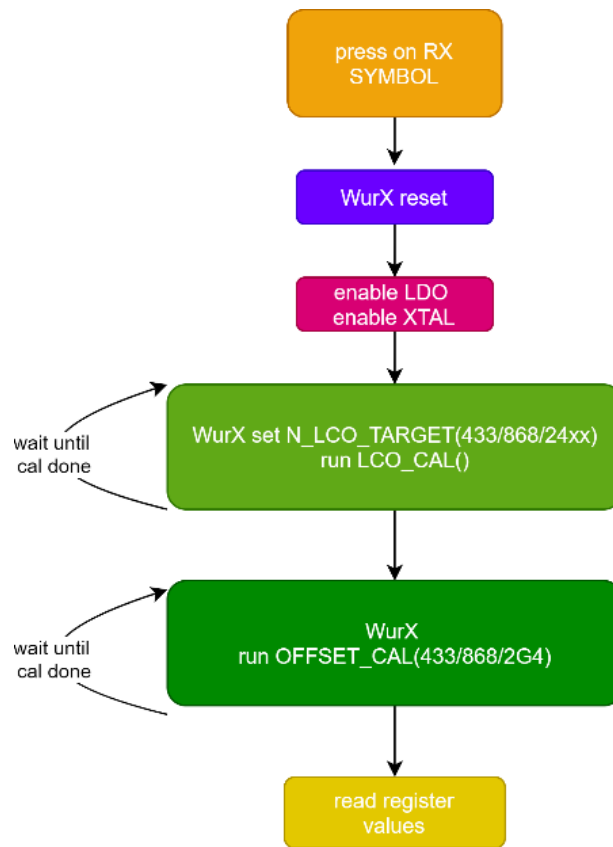 press on RX
SYMBOL
WurX reset
enable LDO
enable XTAL
wait until
cal done
WurX set N_LCO_TARGET(433/868/24xx)
run LCO_CAL()
wait until
cal done
WurX
run OFFSET_CAL(433/868/2G4)
read register
values